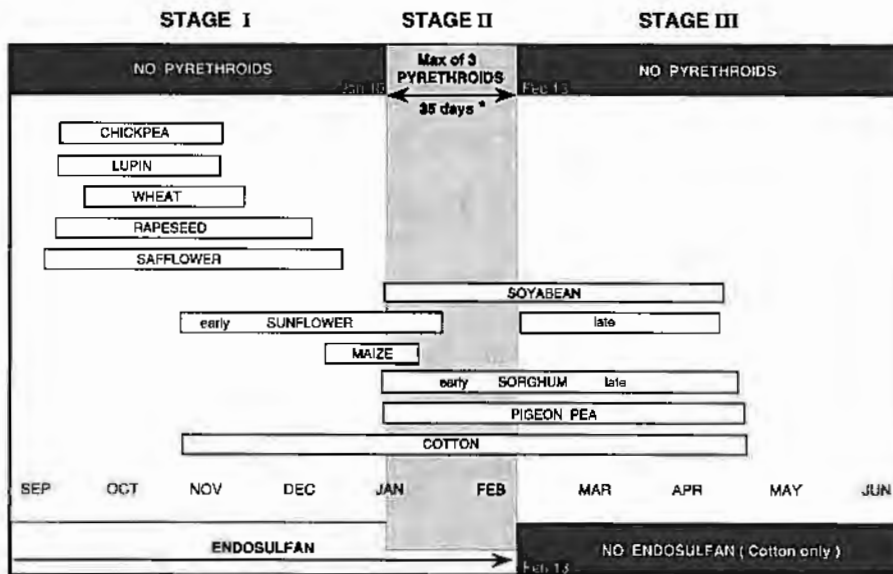 STAGE I STAGE II STAGE III
NO PYRETHROIDS Max of 3 NO PYRETHROIDS
PYRETHROIDS
Jan 10 Feb 13
35 days *
CHICKPEA
LUPIN
WHEAT
RAPESEED
SAFFLOWER
SOYABEAN
early SUNFLOWER late
MAIZE
early SORGHUM late
PIGEON PEA
COTTON
SEP OCT NOV DEC JAN FEB MAR APR MAY JUN
ENDOSULFAN NO ENDOSULFAN ( Cotton only )
Feb 13